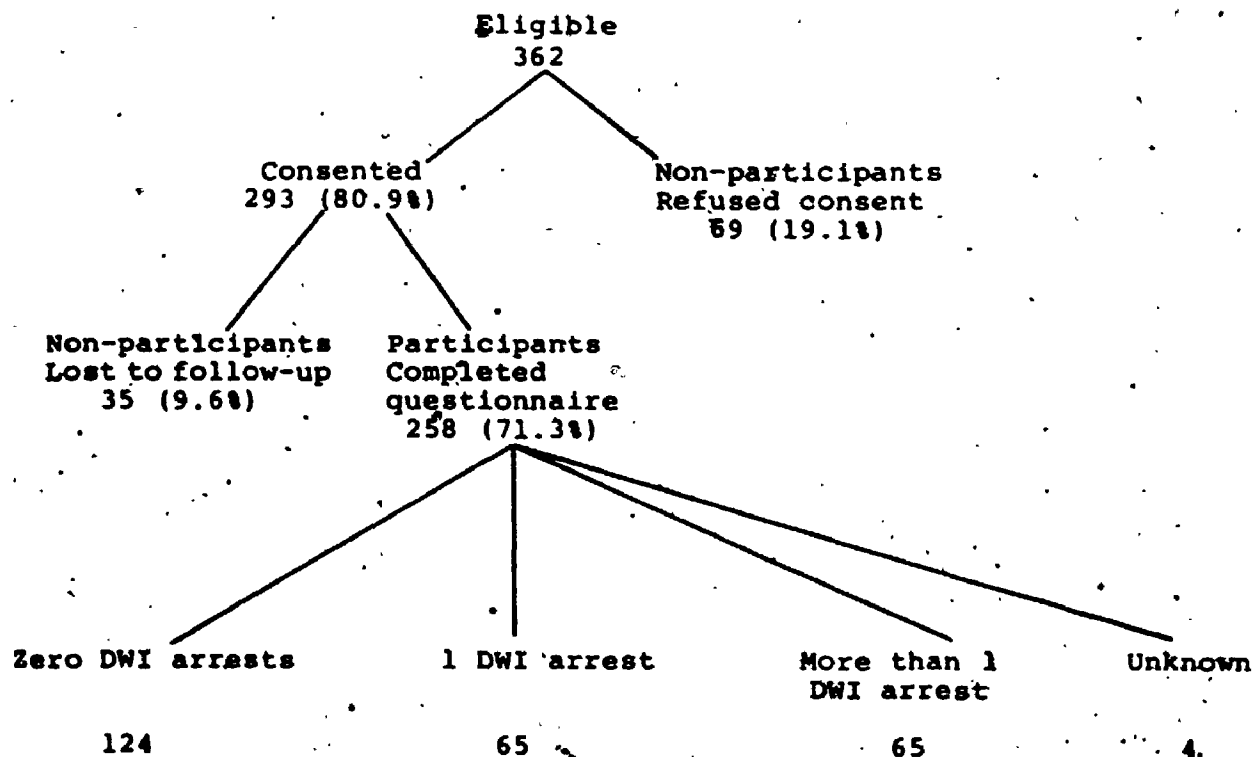 Eligible
362
Consented
293 (80.9%)
Non-participants
Refused consent
69 (19.1%)
Non-participants
Lost to follow-up
35 (9.6%)
Participants
Completed
questionnaire
258 (71.3%)
Zero DWI arrests
124
1 DWI arrest
65
More than 1
DWI arrest
65
Unknown
4